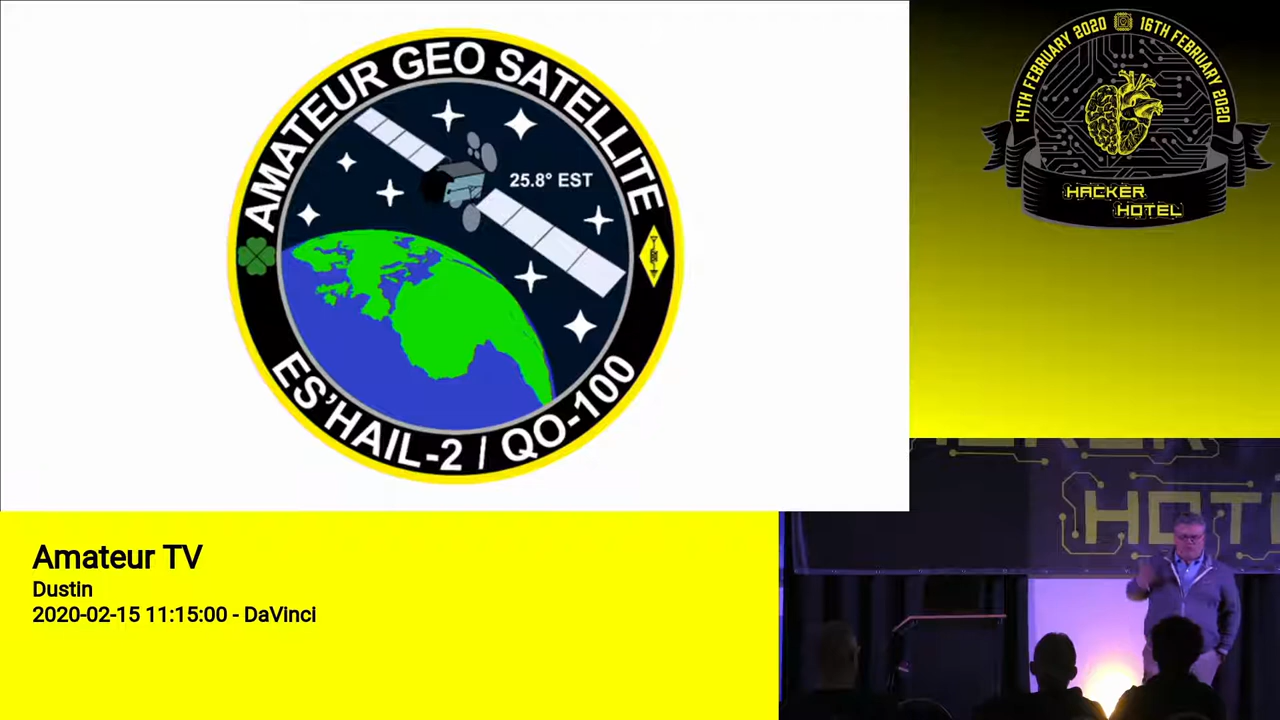 AMATEUR GEO SATELLITE
25.8° EST
ES'HAIL-2 / QO-100
14TH FEBRUARY 2020
16TH FEBRUARY 2020
HACKER
HOTEL
Amateur TV
Dustin
2020-02-15 11:15:00 - DaVinci
HOT